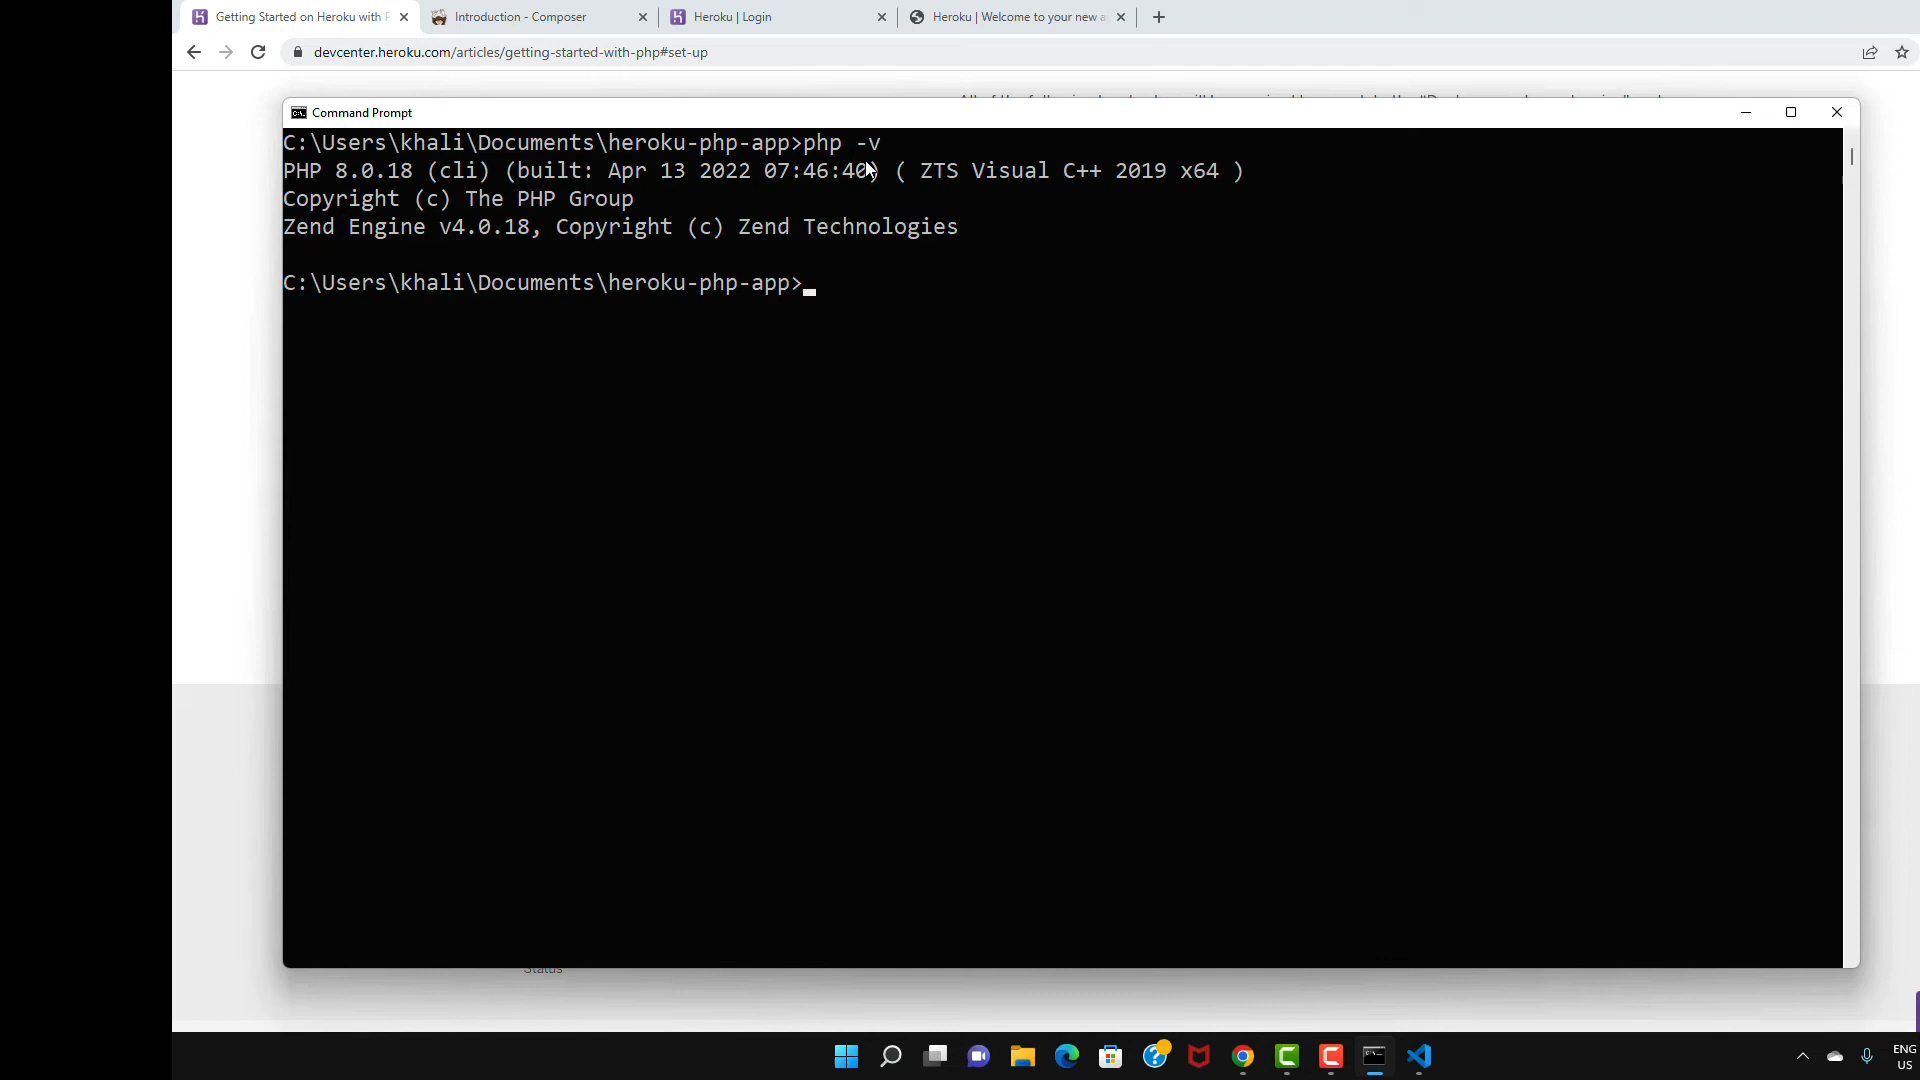 Getting Started on Heroku with P
Introduction - Composer
Heroku | Login
Heroku | Welcome to your new a
devcenter.heroku.com/articles/getting-started-with-php#set-up
Command Prompt
C:\Users\khali\Documents\heroku-php-app>php -v
PHP 8.0.18 (cli) (built: Apr 13 2022 07:46:40) ( ZTS Visual C++ 2019 x64 )
Copyright (c) The PHP Group
Zend Engine v4.0.18, Copyright (c) Zend Technologies
C:\Users\khali\Documents\heroku-php-app>
Status
ENG
US